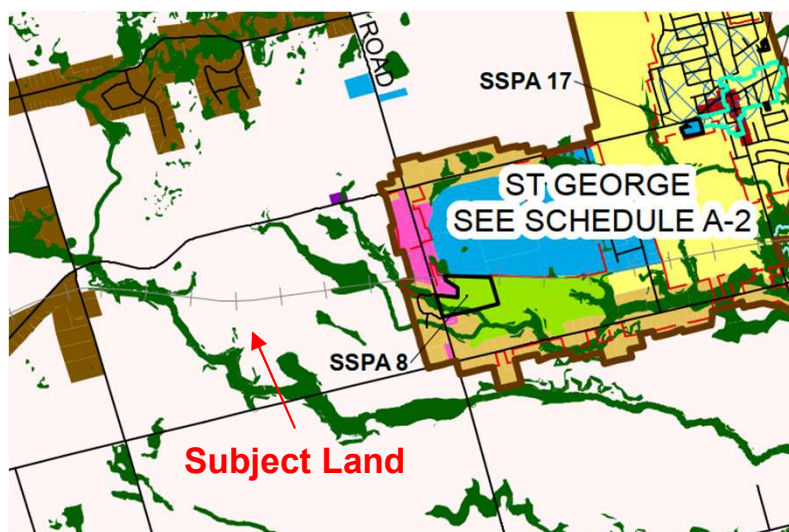 ROAD
SSPA 17
ST GEORGE
SEE SCHEDULE A-2
SSPA 8
Subject Land